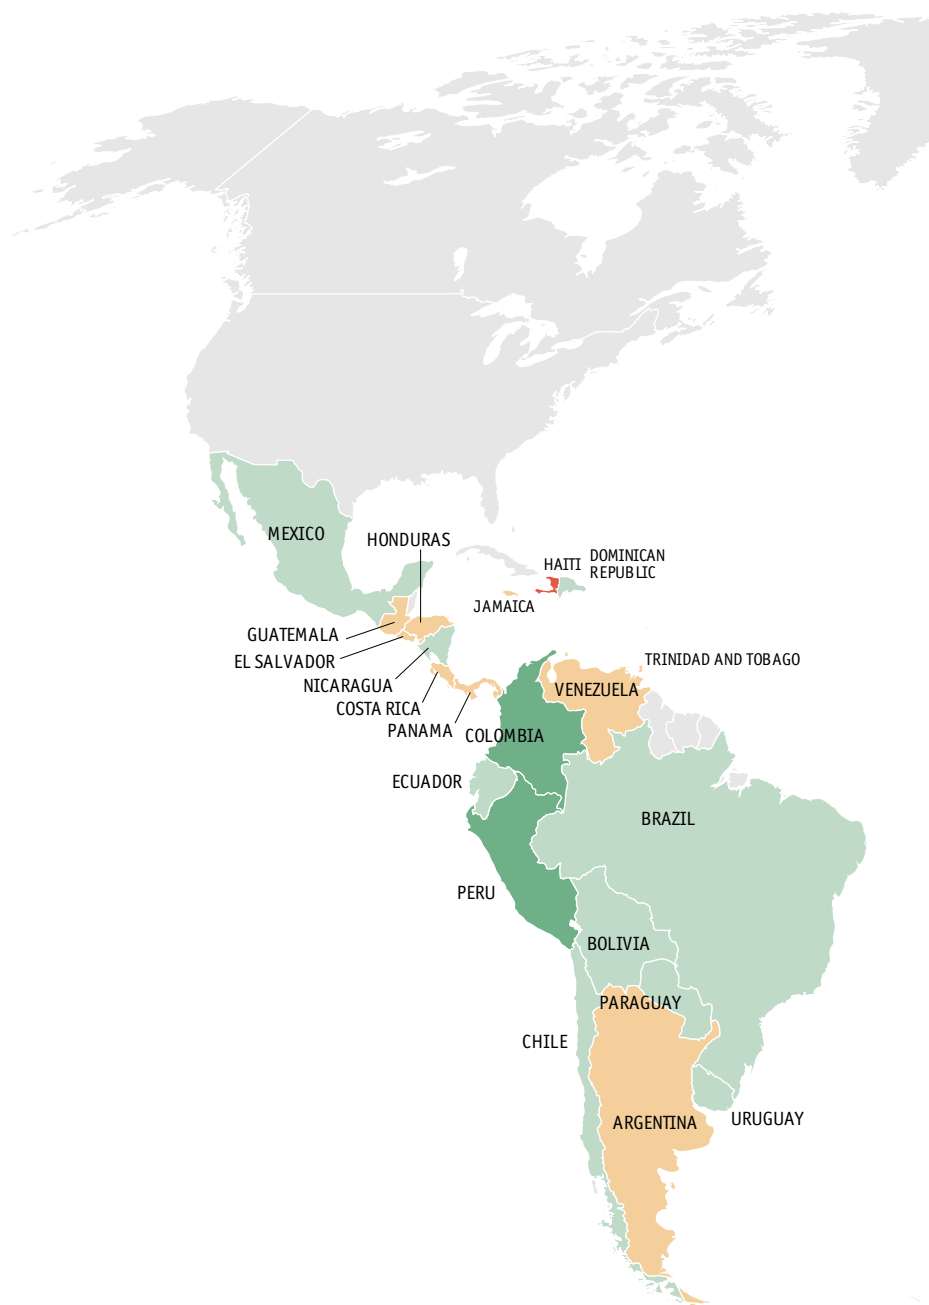 MEXICO
HONDURAS
HAITI
DOMINICAN
REPUBLIC
JAMAICA
GUATEMALA
EL SALVADOR
NICARAGUA
COSTA RICA
PANAMA
TRINIDAD AND TOBAGO
VENEZUELA
COLOMBIA
ECUADOR
BRAZIL
PERU
BOLIVIA
PARAGUAY
CHILE
ARGENTINA
URUGUAY